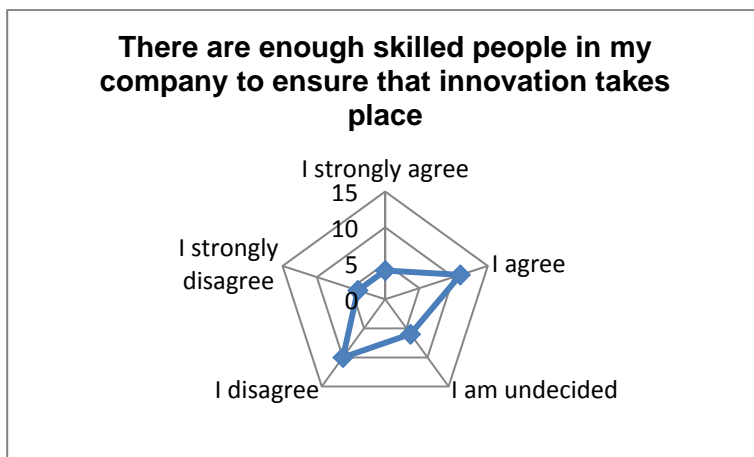 There are enough skilled people in my
company to ensure that innovation takes
place
I strongly agree
15
10
5
0
I strongly
disagree
I agree
I disagree
I am undecided